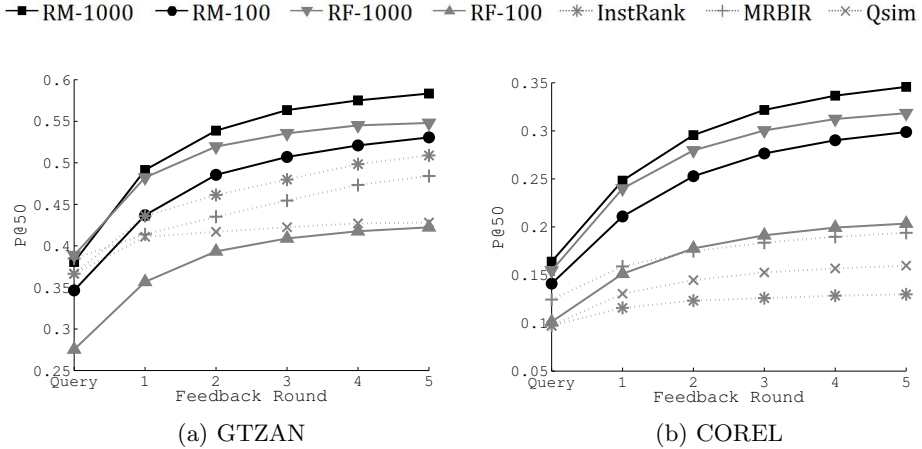 RM-1000 RM-100 RF-1000 RF-100 InstRank MRBIR Qsim
0.6
0.55
0.5
0.45
0.4
0.35
0.3
0.25
P@50
Query 1 2 3 4 5
Feedback Round
(a) GTZAN
0.35
0.3
0.25
0.2
0.15
0.1
0.05
P@50
Query 1 2 3 4 5
Feedback Round
(b) COREL